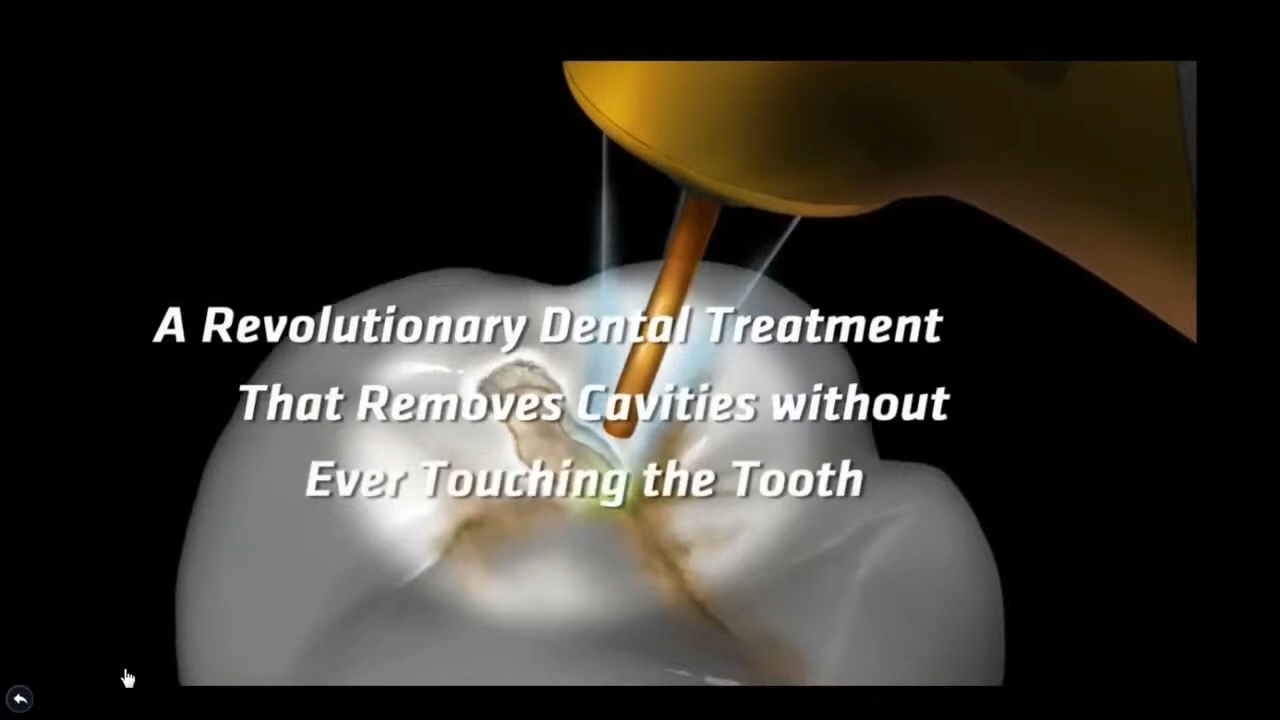 A Revolutionary Dental Treatment
That Removes Cavities without
Ever Touching the Tooth